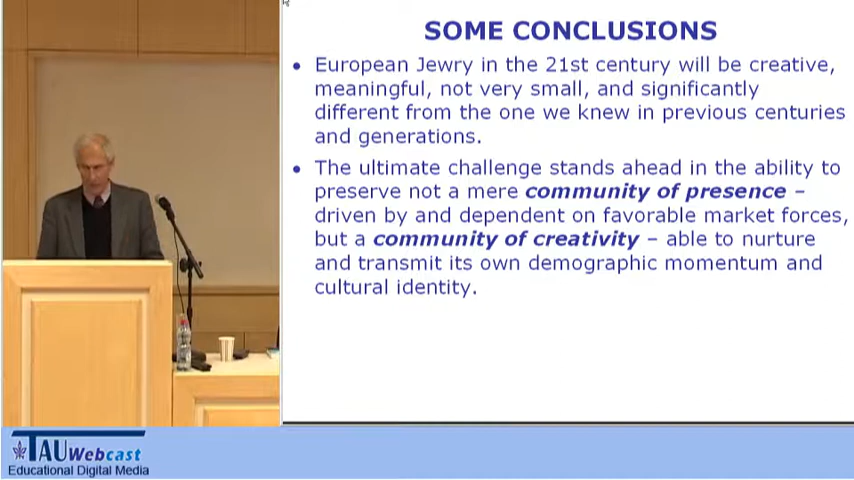 SOME CONCLUSIONS
• European Jewry in the 21st century will be creative,
meaningful, not very small, and significantly
different from the one we knew in previous centuries
and generations.
• The ultimate challenge stands ahead in the ability to
preserve not a mere community of presence –
driven by and dependent on favorable market forces,
but a community of creativity – able to nurture
and transmit its own demographic momentum and
cultural identity.
TAU Webcast
Educational Digital Media